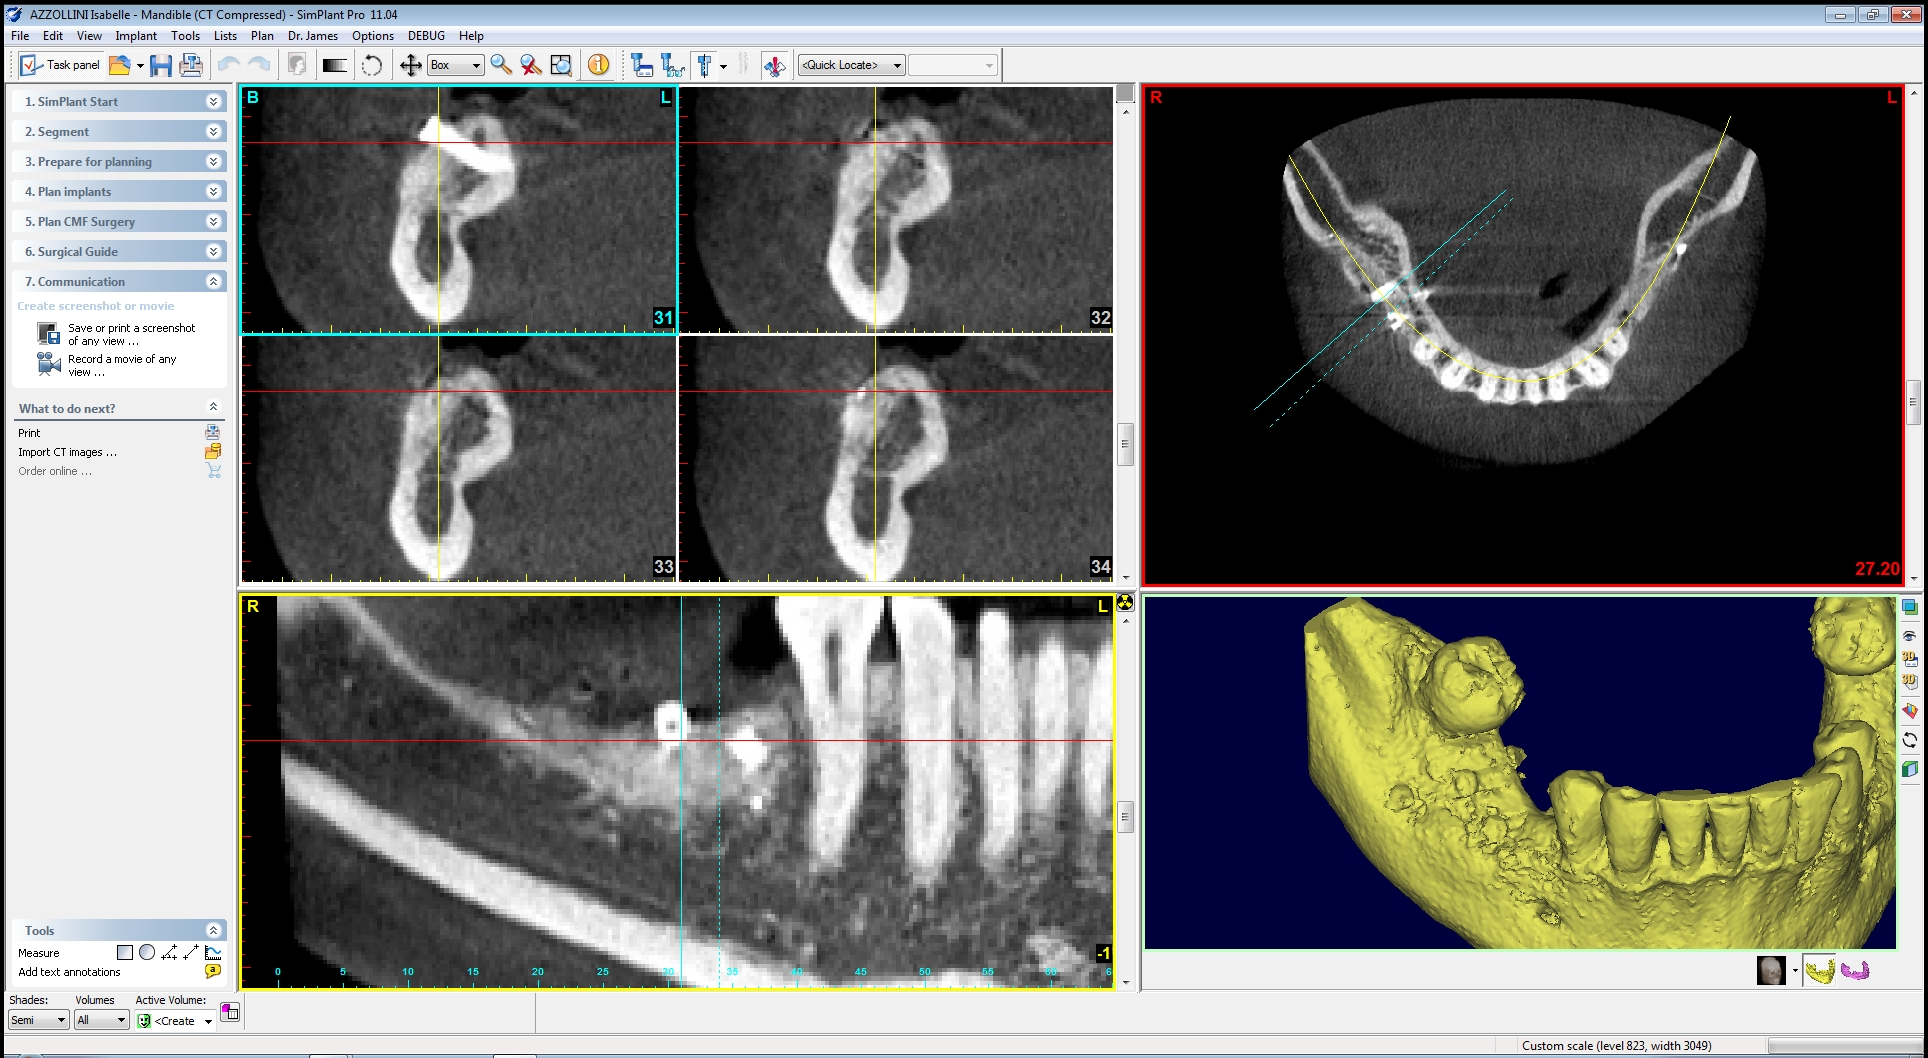 AZZOLLINI Isabelle - Mandible (CT Compressed) - SimPlant Pro 11.04
File Edit View Implant Tools Lists Plan Dr. James Options DEBUG Help
Task panel Box <Quick Locate>
1. SimPlant Start
2. Segment
3. Prepare for planning
4. Plan implants
5. Plan CMF Surgery
6. Surgical Guide
7. Communication
Create screenshot or movie
Save or print a screenshot
of any view ...
Record a movie of any
view ...
What to do next?
Print
Import CT images ...
Order online ...
Tools
Measure
Add text annotations
Shades: Volumes Active Volume:
Semi All <Create
B L
31
32
33
34
R L
27.20
R L
-1
0 5 10 15 20 25 30 35 40 45 50 55 60 6
3D
3D
Custom scale (level 823, width 3049)